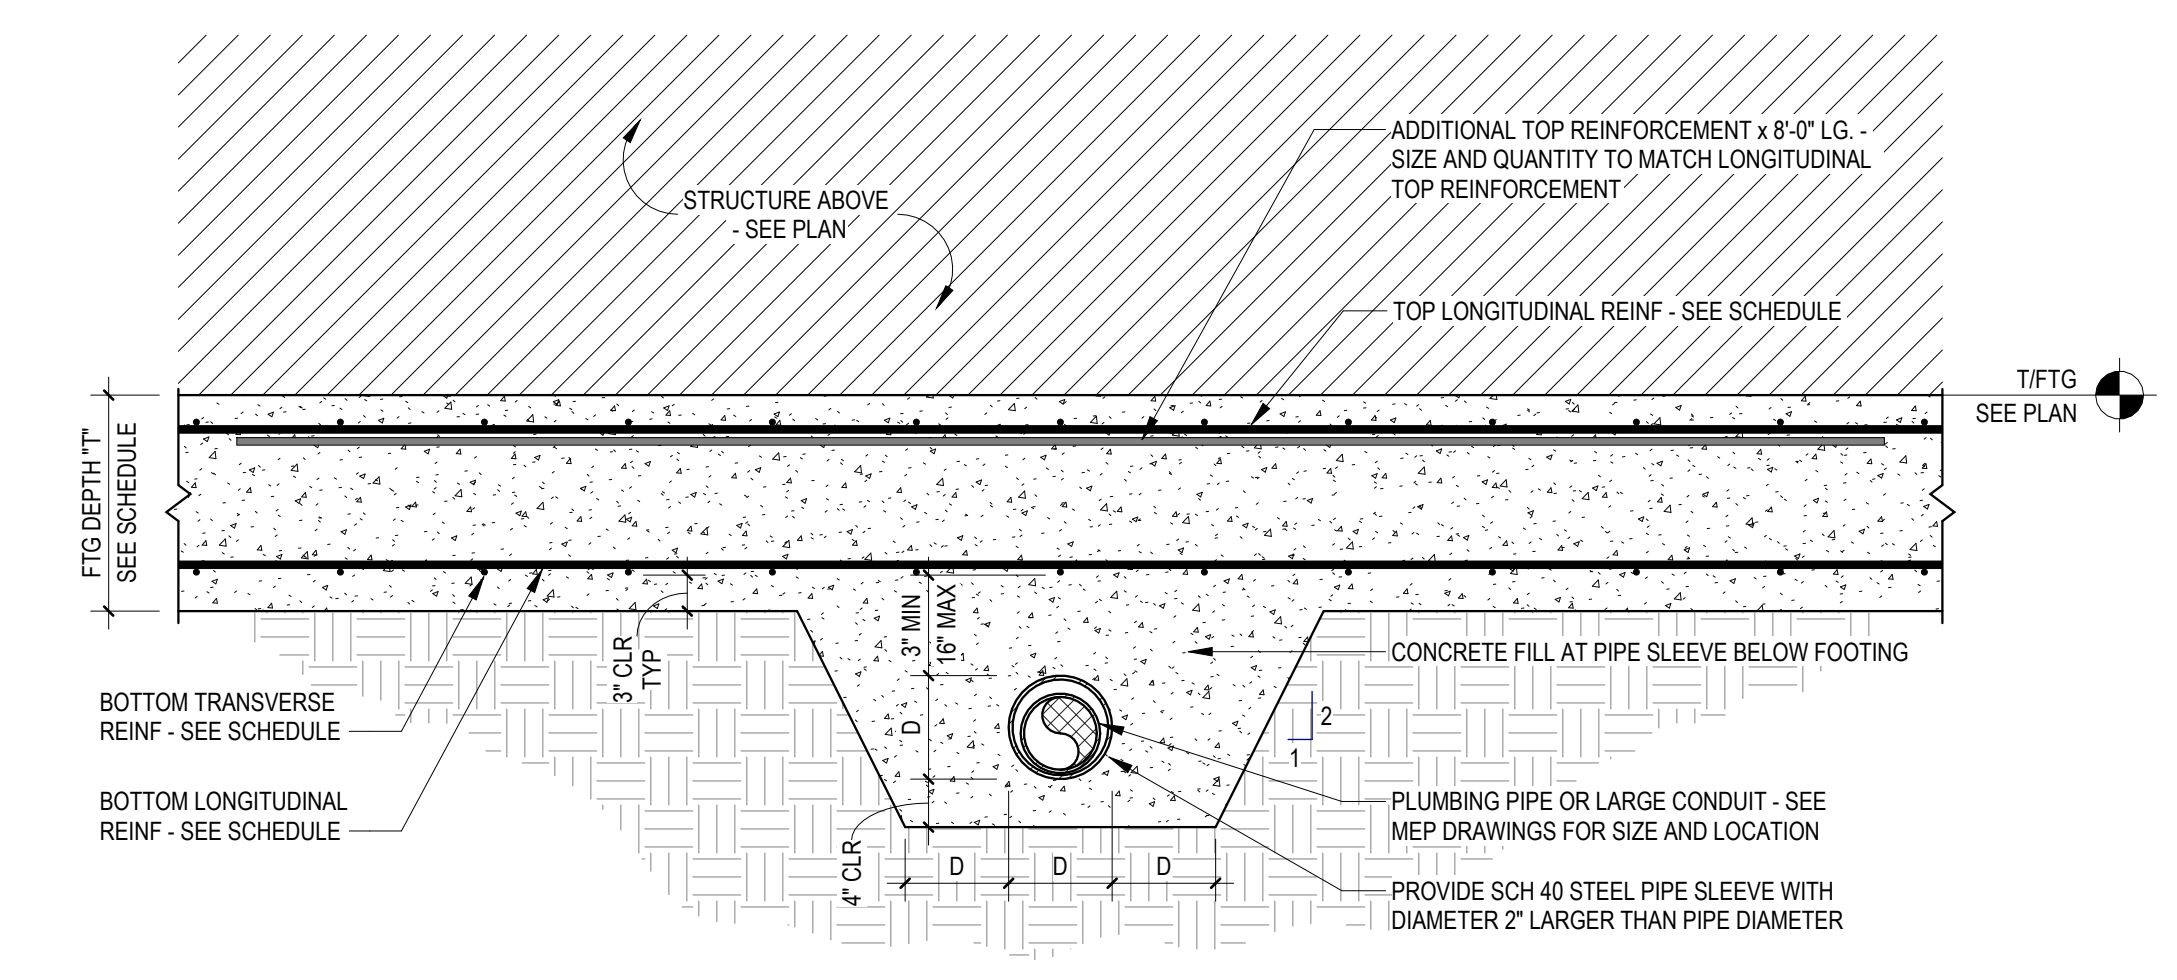 ADDITIONAL TOP REINFORCEMENT x 8'-0" LG. -
SIZE AND QUANTITY TO MATCH LONGITUDINAL
TOP REINFORCEMENT
STRUCTURE ABOVE
- SEE PLAN
TOP LONGITUDINAL REINF - SEE SCHEDULE
T/FTG
SEE PLAN
FTG DEPTH "T"
SEE SCHEDULE
3" CLR
TYP
3" MIN
16" MAX
D
4" CLR
D
D
D
2
1
CONCRETE FILL AT PIPE SLEEVE BELOW FOOTING
BOTTOM TRANSVERSE
REINF - SEE SCHEDULE
BOTTOM LONGITUDINAL
REINF - SEE SCHEDULE
PLUMBING PIPE OR LARGE CONDUIT - SEE
MEP DRAWINGS FOR SIZE AND LOCATION
PROVIDE SCH 40 STEEL PIPE SLEEVE WITH
DIAMETER 2" LARGER THAN PIPE DIAMETER